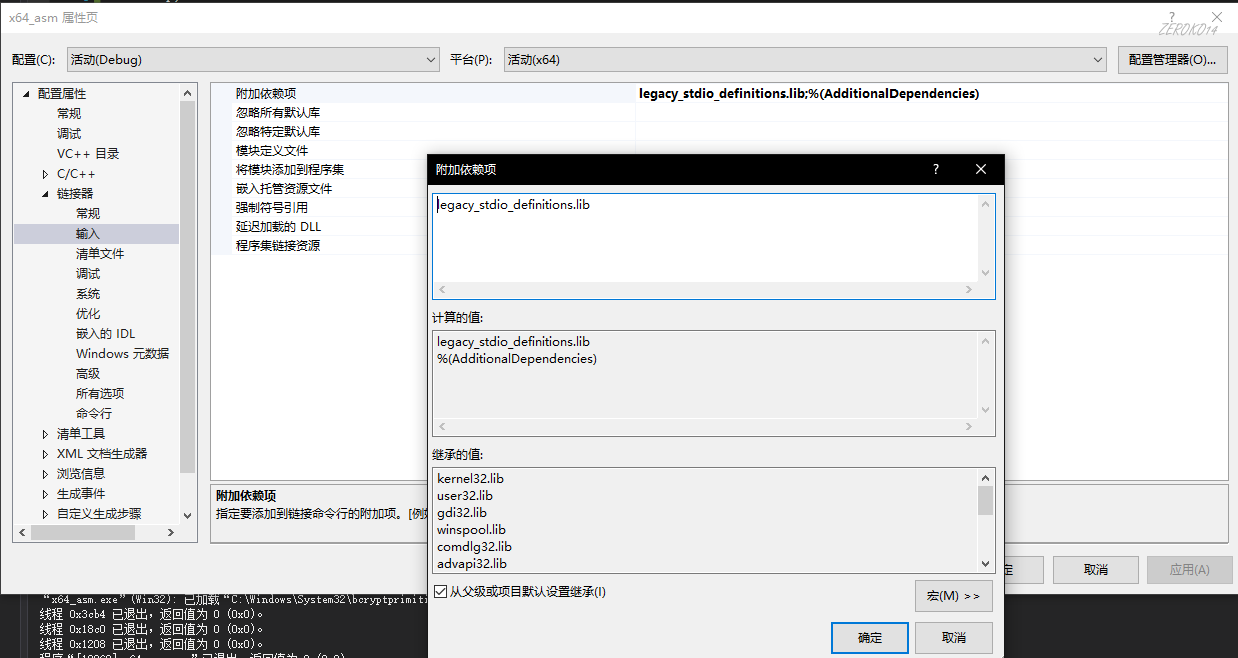 x64_asm 属性页
?
ZEROKO14
配置(C):
活动(Debug)
平台(P):
活动(x64)
配置管理器(O)...
配置属性
常规
调试
VC++ 目录
C/C++
链接器
常规
输入
清单文件
调试
系统
优化
嵌入的 IDL
Windows 元数据
高级
所有选项
命令行
清单工具
XML 文档生成器
浏览信息
生成事件
自定义生成步骤
附加依赖项
legacy_stdio_definitions.lib;%(AdditionalDependencies)
忽略所有默认库
忽略特定默认库
模块定义文件
将模块添加到程序集
嵌入托管资源文件
强制符号引用
延迟加载的 DLL
程序集链接资源
附加依赖项
指定要添加到链接命令行的附加项。[例如
附加依赖项
?
legacy_stdio_definitions.lib
计算的值:
legacy_stdio_definitions.lib
%(AdditionalDependencies)
继承的值:
kernel32.lib
user32.lib
gdi32.lib
winspool.lib
comdlg32.lib
advapi32.lib
从父级或项目默认设置继承(I)
宏(M) >>
确定
取消
定
取消
应用(A)
“x64_asm.exe”(Win32): 已加载“C:\Windows\System32\bcryptprimiti
线程 0x3cb4 已退出，返回值为 0 (0x0)。
线程 0x18c0 已退出，返回值为 0 (0x0)。
线程 0x1208 已退出，返回值为 0 (0x0)。